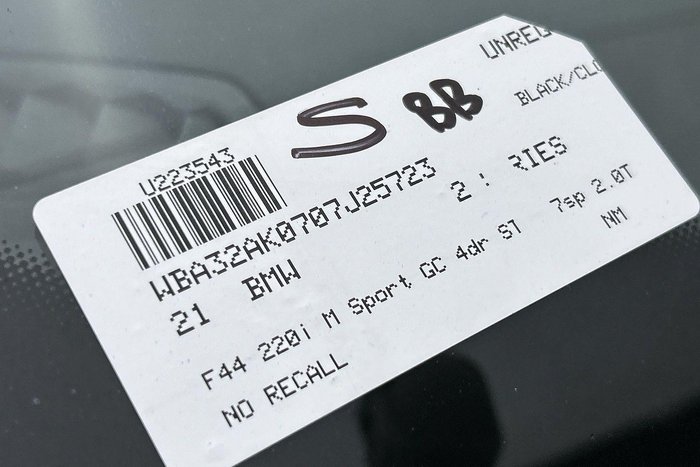 UNREG
BLACK/CLO
S BB
U223543
WBA32AK0707J25723
21 BMW 2: RIES
F44 220i M Sport GC 4dr ST 7sp 2.0T
NO RECALL NM